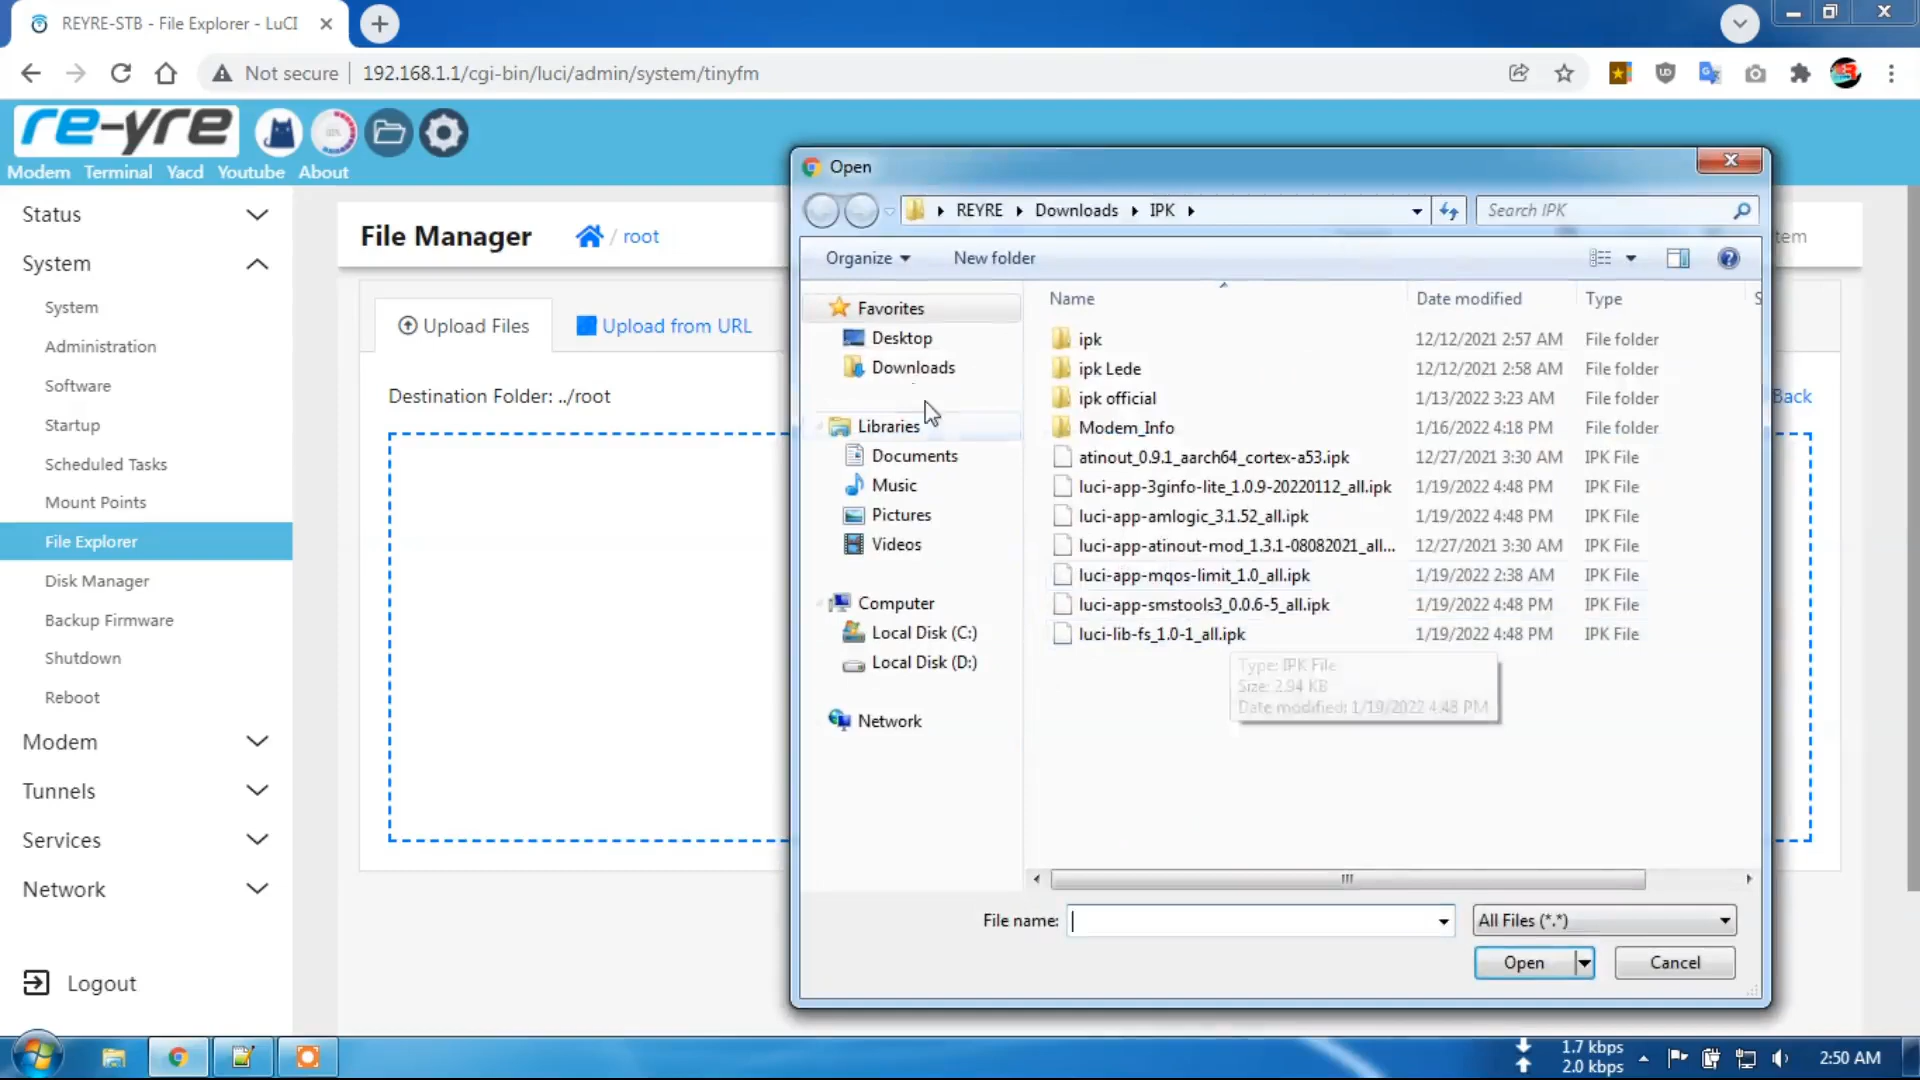 REYRE-STB - File Explorer - LuCI
Not secure
192.168.1.1/cgi-bin/luci/admin/system/tinyfm
re-yre
Modem Terminal Yacd Youtube About
Status
System
System
Administration
Software
Startup
Scheduled Tasks
Mount Points
File Explorer
Disk Manager
Backup Firmware
Shutdown
Reboot
Modem
Tunnels
Services
Network
Logout
File Manager
/ root
Upload Files
Upload from URL
Destination Folder: ../root
Back
tem
Open
REYRE
Downloads
IPK
Search IPK
Organize
New folder
Favorites
Desktop
Downloads
Libraries
Documents
Music
Pictures
Videos
Computer
Local Disk (C:)
Local Disk (D:)
Network
Name Date modified Type S
ipk 12/12/2021 2:57 AM File folder
ipk Lede 12/12/2021 2:58 AM File folder
ipk official 1/13/2022 3:23 AM File folder
Modem_Info 1/16/2022 4:18 PM File folder
atinout_0.9.1_aarch64_cortex-a53.ipk 12/27/2021 3:30 AM IPK File
luci-app-3ginfo-lite_1.0.9-20220112_all.ipk 1/19/2022 4:48 PM IPK File
luci-app-amlogic_3.1.52_all.ipk 1/19/2022 4:48 PM IPK File
luci-app-atinout-mod_1.3.1-08082021_all... 12/27/2021 3:30 AM IPK File
luci-app-mqos-limit_1.0_all.ipk 1/19/2022 2:38 AM IPK File
luci-app-smstools3_0.0.6-5_all.ipk 1/19/2022 4:48 PM IPK File
luci-lib-fs_1.0-1_all.ipk 1/19/2022 4:48 PM IPK File
Type: IPK File
Size: 2.94 KB
Date modified: 1/19/2022 4:48 PM
File name:
All Files (*.*)
Open
Cancel
1.7 kbps
2.0 kbps
2:50 AM